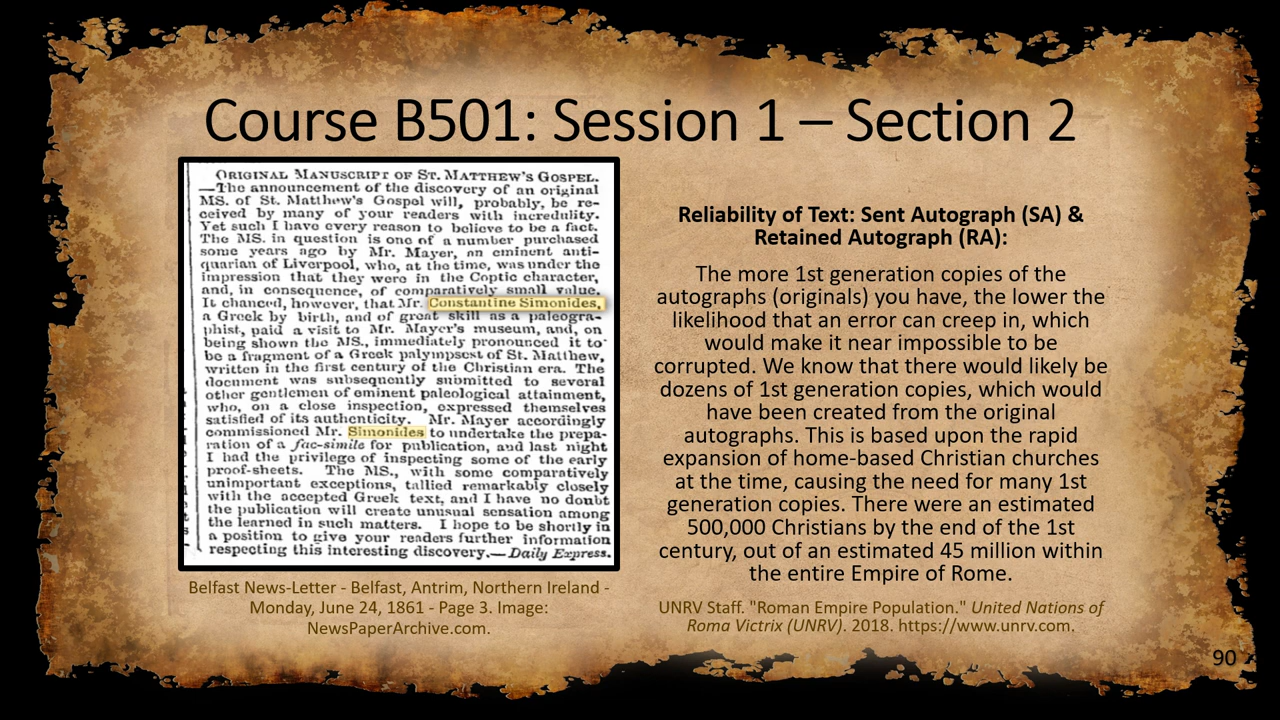 Course B501: Session 1 – Section 2
ORIGINAL MANUSCRIPT OF ST. MATTHEW'S GOSPEL.
—The announcement of the discovery of an original
MS. of St. Matthew's Gospel will, probably, be re-
ceived by many of your readers with incredulity.
Yet such I have every reason to believe to be a fact.
The MS. in question is one of a number purchased
some years ago by Mr. Mayer, an eminent anti-
quarian of Liverpool, who, at the time, was under the
impression that they were in the Coptic character,
and, in consequence, of comparatively small value.
It chanced, however, that Mr. Constantine Simonides,
a Greek by birth, and of great skill as a paleogra-
phist, paid a visit to Mr. Mayer's museum, and, on
being shown the MS., immediately pronounced it to
be a fragment of a Greek palympsest of St. Matthew,
written in the first century of the Christian era. The
document was subsequently submitted to several
other gentlemen of eminent paleological attainment,
who, on a close inspection, expressed themselves
satisfied of its authenticity. Mr. Mayer accordingly
commissioned Mr. Simonides to undertake the prepa-
ration of a fac-simile for publication, and last night
I had the privilege of inspecting some of the early
proof-sheets. The MS., with some comparatively
unimportant exceptions, tallied remarkably closely
with the accepted Greek text, and I have no doubt
the publication will create unusual sensation among
the learned in such matters. I hope to be shortly in
a position to give your readers further information
respecting this interesting discovery.—Daily Express.
Belfast News-Letter - Belfast, Antrim, Northern Ireland -
Monday, June 24, 1861 - Page 3. Image:
NewsPaperArchive.com.
Reliability of Text: Sent Autograph (SA) &
Retained Autograph (RA):
The more 1st generation copies of the
autographs (originals) you have, the lower the
likelihood that an error can creep in, which
would make it near impossible to be
corrupted. We know that there would likely be
dozens of 1st generation copies, which would
have been created from the original
autographs. This is based upon the rapid
expansion of home-based Christian churches
at the time, causing the need for many 1st
generation copies. There were an estimated
500,000 Christians by the end of the 1st
century, out of an estimated 45 million within
the entire Empire of Rome.
UNRV Staff. "Roman Empire Population." United Nations of
Roma Victrix (UNRV). 2018. https://www.unrv.com.
90